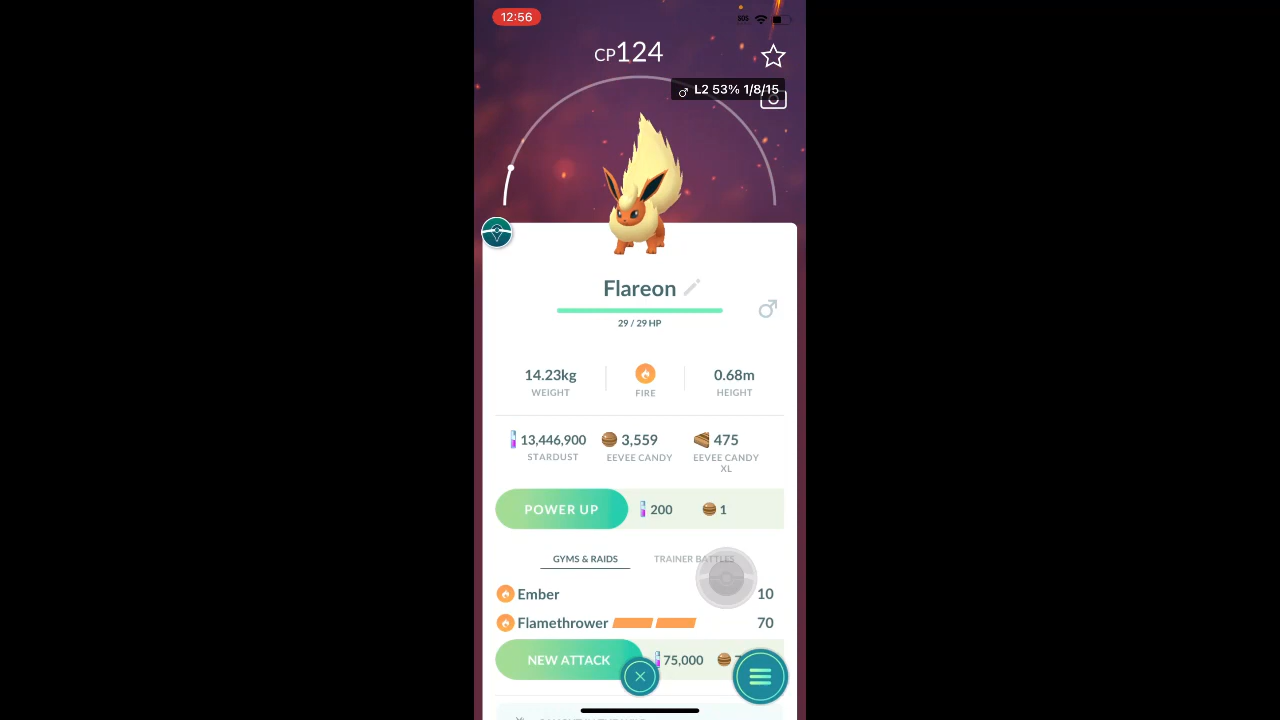 12:56
SOS
CP124
♂ L2 53% 1/8/15
Flareon
29 / 29 HP
14.23kg
WEIGHT
FIRE
0.68m
HEIGHT
13,446,900
STARDUST
3,559
EEVEE CANDY
475
EEVEE CANDY
XL
POWER UP
200
1
GYMS & RAIDS
TRAINER BATTLES
Ember
10
Flamethrower
70
NEW ATTACK
75,000